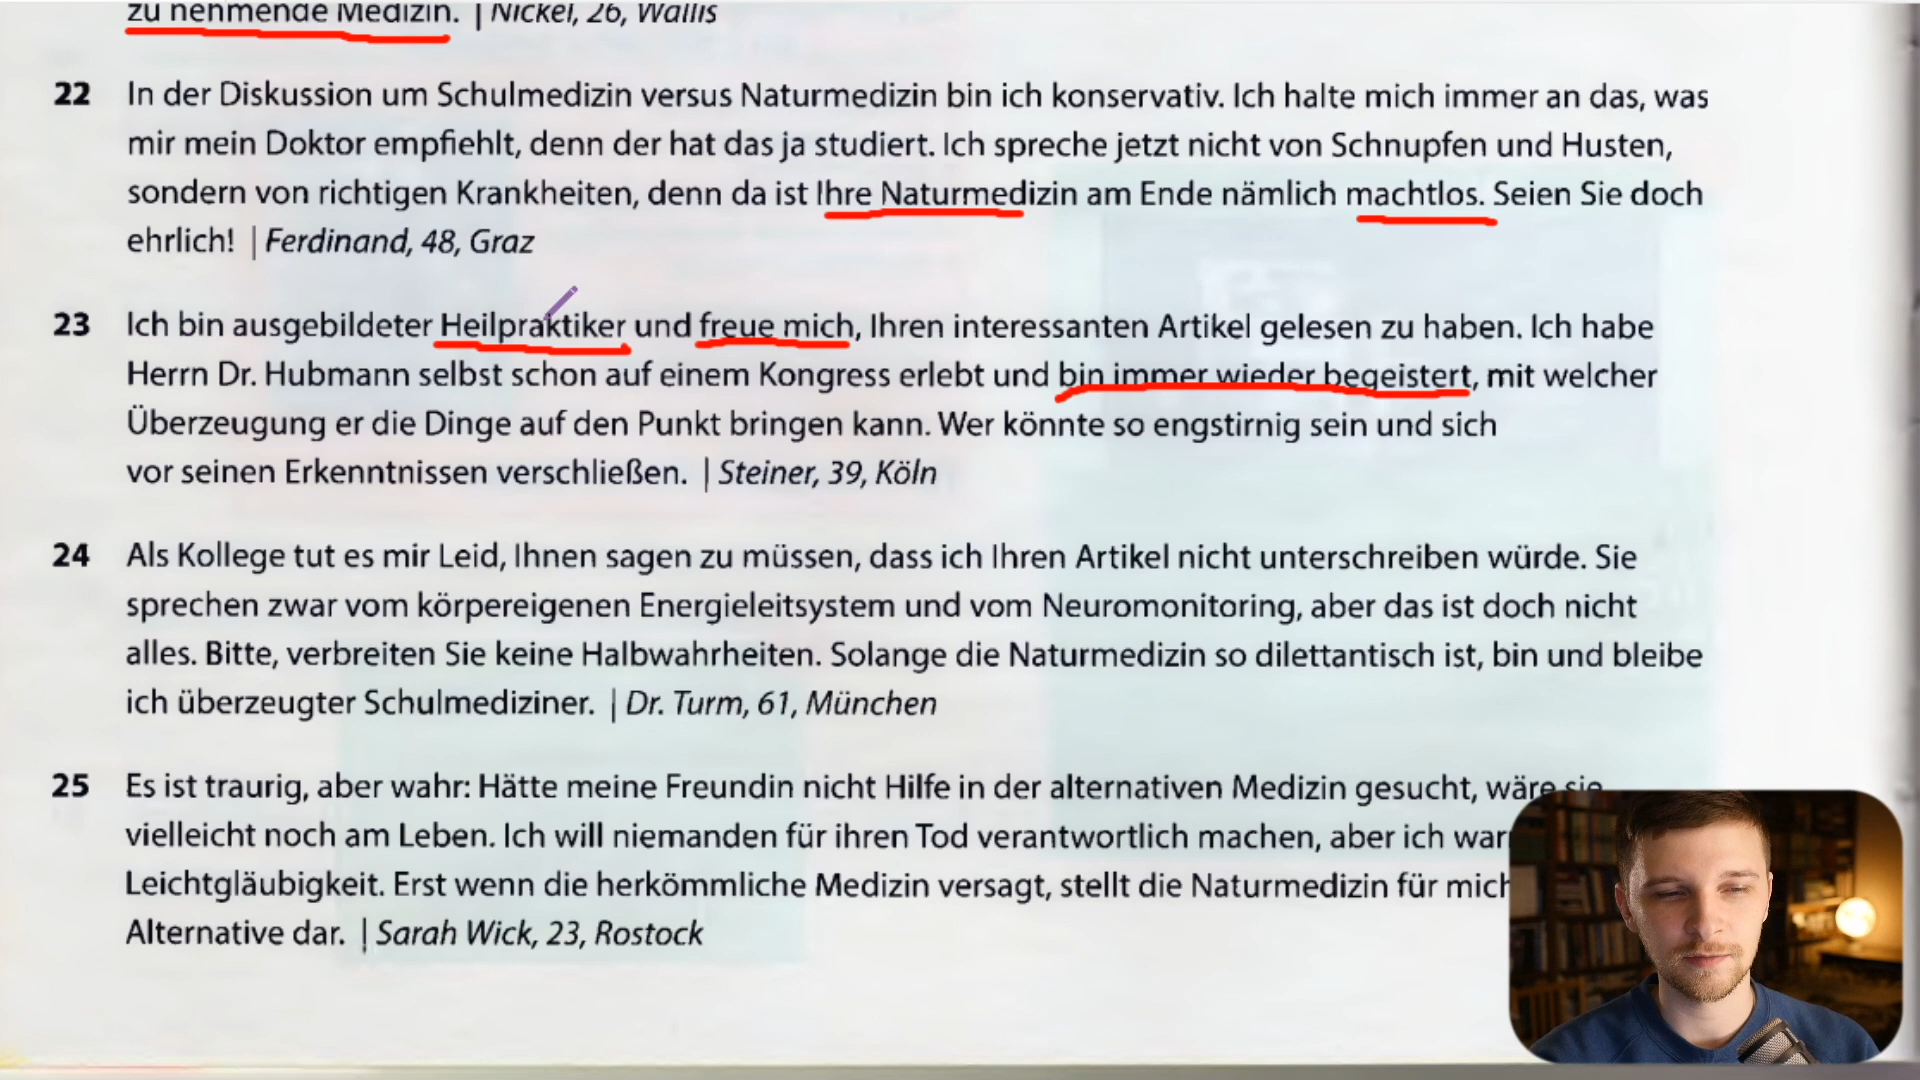 zu nehmende Medizin. | Nickel, 26, Wallis
22 In der Diskussion um Schulmedizin versus Naturmedizin bin ich konservativ. Ich halte mich immer an das, was
mir mein Doktor empfiehlt, denn der hat das ja studiert. Ich spreche jetzt nicht von Schnupfen und Husten,
sondern von richtigen Krankheiten, denn da ist Ihre Naturmedizin am Ende nämlich machtlos. Seien Sie doch
ehrlich! | Ferdinand, 48, Graz
23 Ich bin ausgebildeter Heilpraktiker und freue mich, Ihren interessanten Artikel gelesen zu haben. Ich habe
Herrn Dr. Hubmann selbst schon auf einem Kongress erlebt und bin immer wieder begeistert, mit welcher
Überzeugung er die Dinge auf den Punkt bringen kann. Wer könnte so engstirnig sein und sich
vor seinen Erkenntnissen verschließen. | Steiner, 39, Köln
24 Als Kollege tut es mir Leid, Ihnen sagen zu müssen, dass ich Ihren Artikel nicht unterschreiben würde. Sie
sprechen zwar vom körpereigenen Energieleitsystem und vom Neuromonitoring, aber das ist doch nicht
alles. Bitte, verbreiten Sie keine Halbwahrheiten. Solange die Naturmedizin so dilettantisch ist, bin und bleibe
ich überzeugter Schulmediziner. | Dr. Turm, 61, München
25 Es ist traurig, aber wahr: Hätte meine Freundin nicht Hilfe in der alternativen Medizin gesucht, wäre sie
vielleicht noch am Leben. Ich will niemanden für ihren Tod verantwortlich machen, aber ich
Leichtgläubigkeit. Erst wenn die herkömmliche Medizin versagt, stellt die Naturmedizin für mich
Alternative dar. | Sarah Wick, 23, Rostock